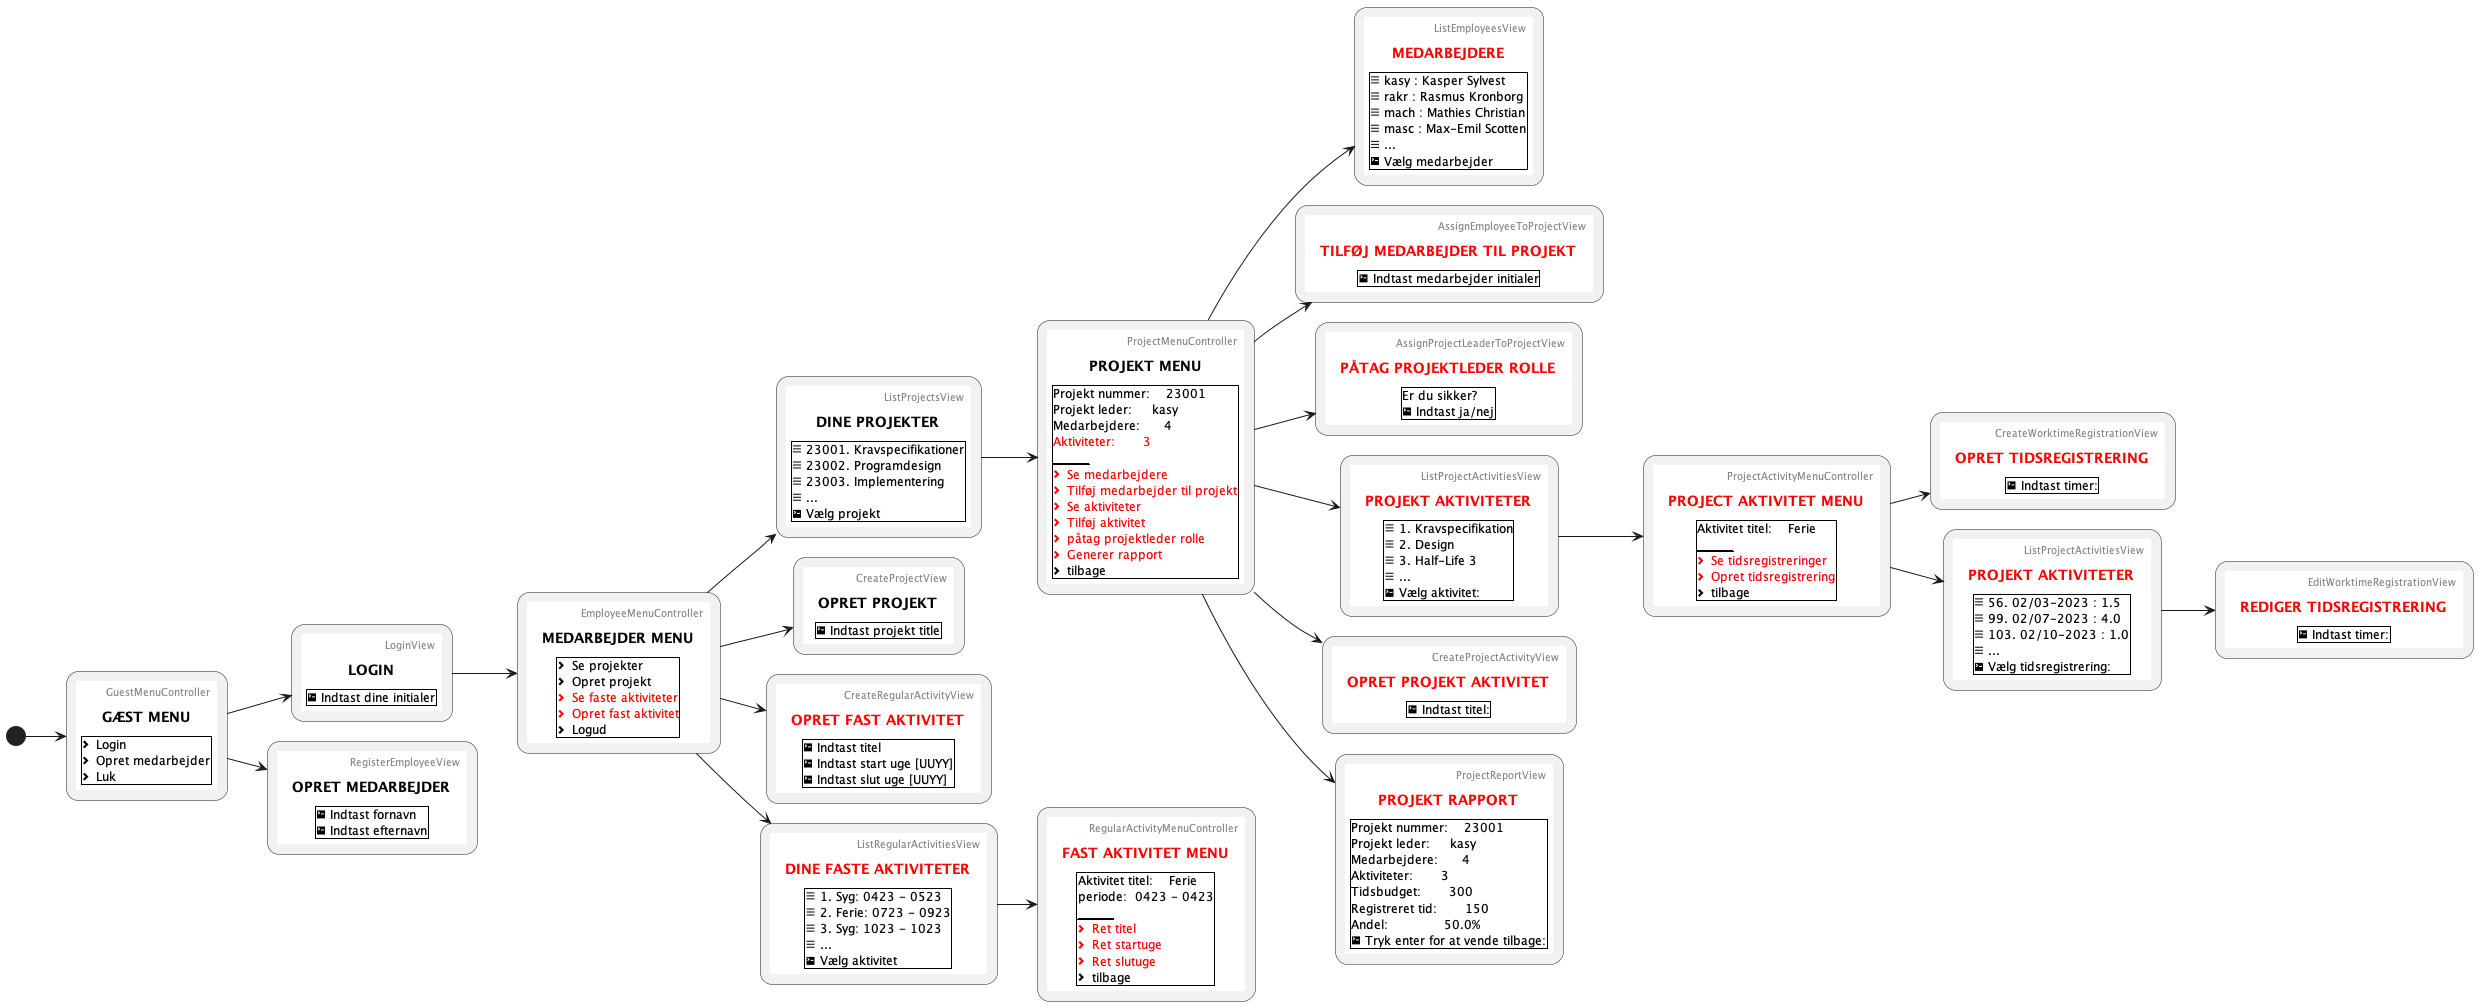 GuestMenuController
GÆST MENU
Login
Opret medarbejder
Luk
LoginView
LOGIN
Indtast dine initialer
RegisterEmployeeView
OPRET MEDARBEJDER
Indtast fornavn
Indtast efternavn
EmployeeMenuController
MEDARBEJDER MENU
Se projekter
Opret projekt
Se faste aktiviteter
Opret fast aktivitet
Logud
ListProjectsView
DINE PROJEKTER
23001. Kravspecifikationer
23002. Programdesign
23003. Implementering
...
Vælg projekt
CreateProjectView
OPRET PROJEKT
Indtast projekt title
CreateRegularActivityView
OPRET FAST AKTIVITET
Indtast titel
Indtast start uge [UUYY]
Indtast slut uge [UUYY]
ListRegularActivitiesView
DINE FASTE AKTIVITETER
1. Syg: 0423 - 0523
2. Ferie: 0723 - 0923
3. Syg: 1023 - 1023
...
Vælg aktivitet
ProjectMenuController
PROJEKT MENU
Projekt nummer: 23001
Projekt leder: kasy
Medarbejdere: 4
Aktiviteter: 3
Se medarbejdere
Tilføj medarbejder til projekt
Se aktiviteter
Tilføj aktivitet
påtag projektleder rolle
Generer rapport
tilbage
RegularActivityMenuController
FAST AKTIVITET MENU
Aktivitet titel: Ferie
periode: 0423 - 0423
Ret titel
Ret startuge
Ret slutuge
tilbage
ListEmployeesView
MEDARBEJDERE
kasy : Kasper Sylvest
rakr : Rasmus Kronborg
mach : Mathies Christian
masc : Max-Emil Scotten
...
Vælg medarbejder
AssignEmployeeToProjectView
TILFØJ MEDARBEJDER TIL PROJEKT
Indtast medarbejder initialer
AssignProjectLeaderToProjectView
PÅTAG PROJEKTLEDER ROLLE
Er du sikker?
Indtast ja/nej
ListProjectActivitiesView
PROJEKT AKTIVITETER
1. Kravspecifikation
2. Design
3. Half-Life 3
...
Vælg aktivitet:
CreateProjectActivityView
OPRET PROJEKT AKTIVITET
Indtast titel:
ProjectReportView
PROJEKT RAPPORT
Projekt nummer: 23001
Projekt leder: kasy
Medarbejdere: 4
Aktiviteter: 3
Tidsbudget: 300
Registreret tid: 150
Andel: 50.0%
Tryk enter for at vende tilbage:
ProjectActivityMenuController
PROJECT AKTIVITET MENU
Aktivitet titel: Ferie
Se tidsregistreringer
Opret tidsregistrering
tilbage
CreateWorktimeRegistrationView
OPRET TIDSREGISTRERING
Indtast timer:
ListProjectActivitiesView
PROJEKT AKTIVITETER
56. 02/03-2023 : 1.5
99. 02/07-2023 : 4.0
103. 02/10-2023 : 1.0
...
Vælg tidsregistrering:
EditWorktimeRegistrationView
REDIGER TIDSREGISTRERING
Indtast timer: